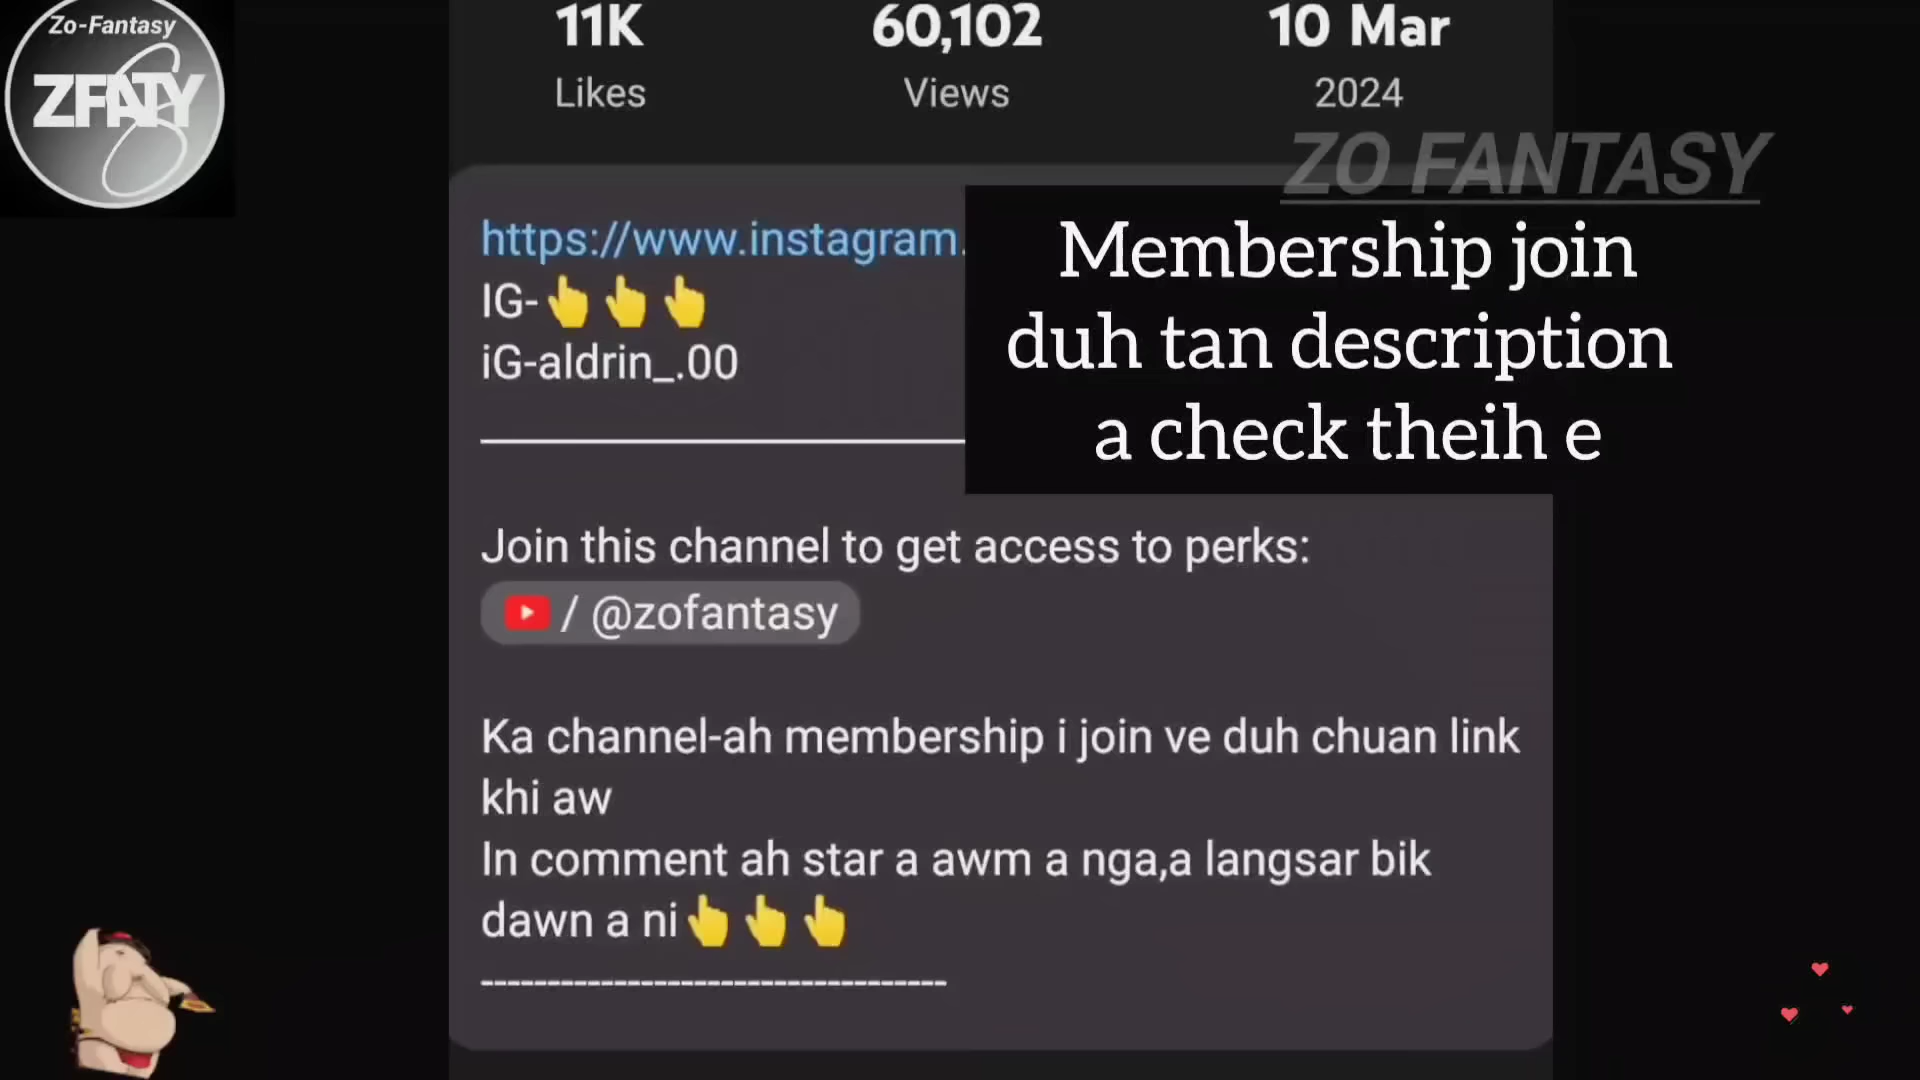 Zo-Fantasy
ZFATY
11K
Likes
60,102
Views
10 Mar
2024
ZO FANTASY
https://www.instagram.
IG-👆👆👆
iG-aldrin_.00
Membership join
duh tan description
a check theih e
Join this channel to get access to perks:
/ @zofantasy
Ka channel-ah membership i join ve duh chuan link
khi aw
In comment ah star a awm a nga,a langsar bik
dawn a ni👆👆👆
-----------------------------------